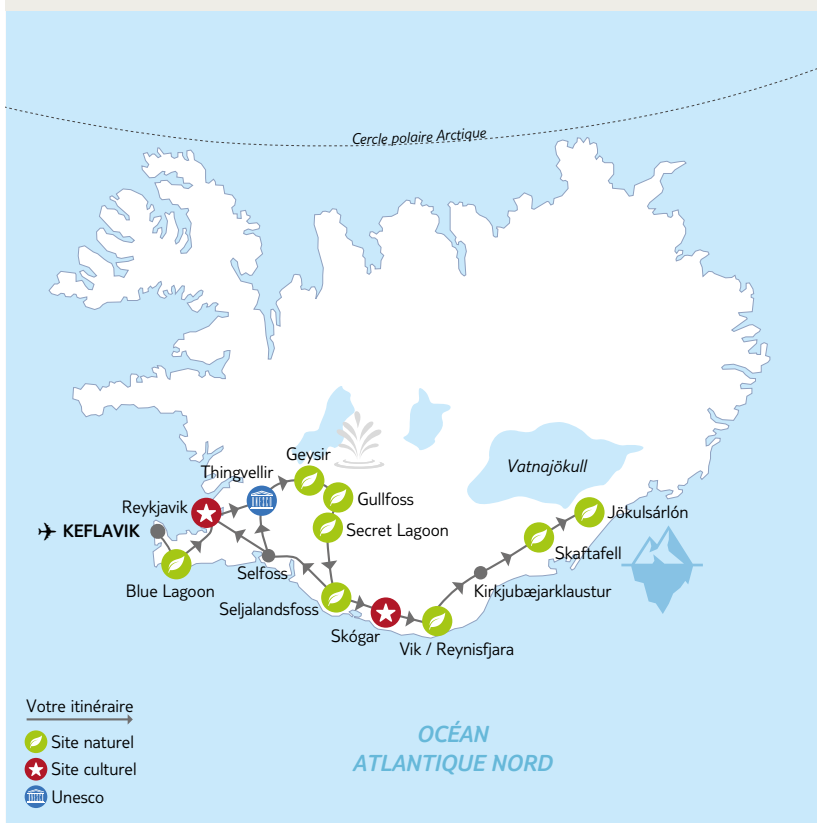 Cercle polaire Arctique
Geysir
Thingvellir
Vatnajökull
UNESCO
Gullfoss
Reykjavik
Jökulsárlón
KEFLAVIK
Secret Lagoon
Skaftafell
Selfoss
Blue Lagoon
Kirkjubæjarklaustur
Seljalandsfoss
Skógar
Vik / Reynisfjara
Votre itinéraire
Site naturel
Site culturel
Unesco
OCÉAN
ATLANTIQUE NORD